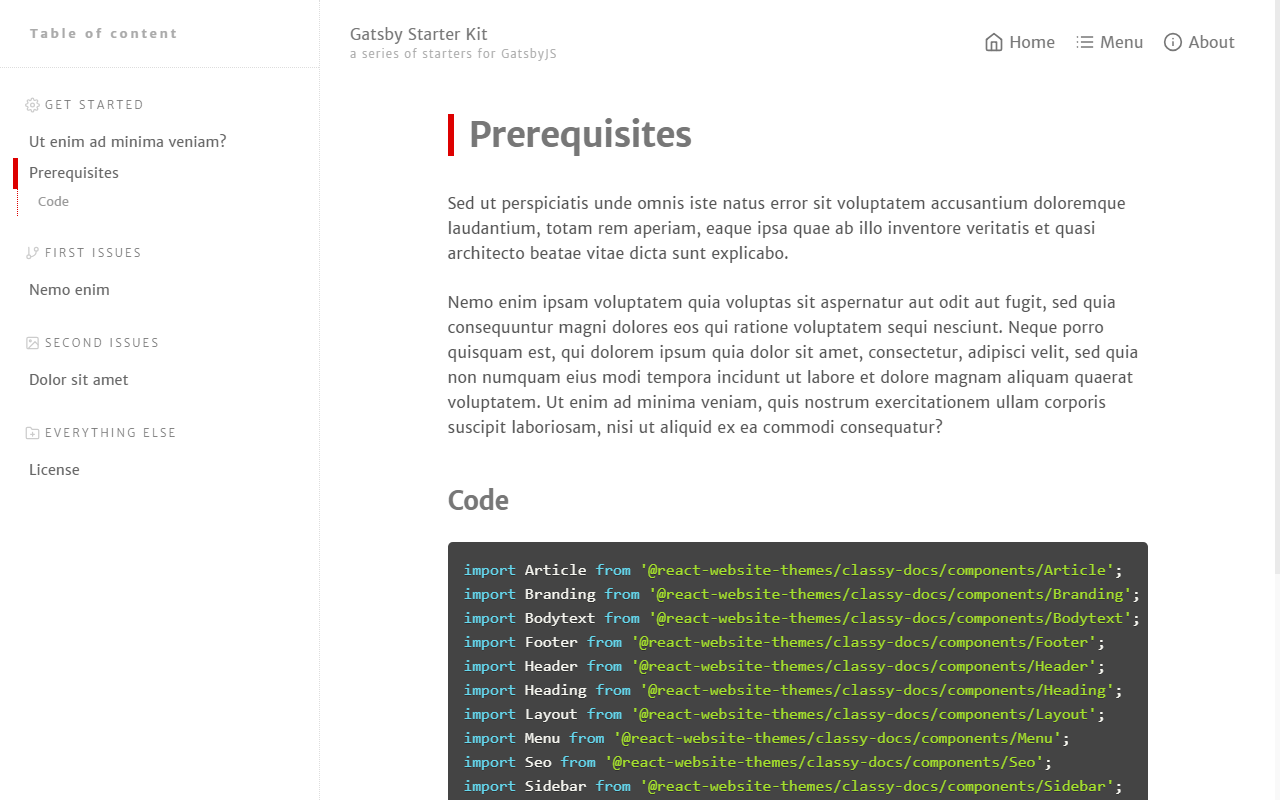 Table of content
GET STARTED
Ut enim ad minima veniam?
Prerequisites
Code
FIRST ISSUES
Nemo enim
SECOND ISSUES
Dolor sit amet
EVERYTHING ELSE
License
Gatsby Starter Kit
a series of starters for GatsbyJS
Home
Menu
About
Prerequisites
Sed ut perspiciatis unde omnis iste natus error sit voluptatem accusantium doloremque
laudantium, totam rem aperiam, eaque ipsa quae ab illo inventore veritatis et quasi
architecto beatae vitae dicta sunt explicabo.
Nemo enim ipsam voluptatem quia voluptas sit aspernatur aut odit aut fugit, sed quia
consequuntur magni dolores eos qui ratione voluptatem sequi nesciunt. Neque porro
quisquam est, qui dolorem ipsum quia dolor sit amet, consectetur, adipisci velit, sed quia
non numquam eius modi tempora incidunt ut labore et dolore magnam aliquam quaerat
voluptatem. Ut enim ad minima veniam, quis nostrum exercitationem ullam corporis
suscipit laboriosam, nisi ut aliquid ex ea commodi consequatur?
Code
import Article from '@react-website-themes/classy-docs/components/Article';
import Branding from '@react-website-themes/classy-docs/components/Branding';
import Bodytext from '@react-website-themes/classy-docs/components/Bodytext';
import Footer from '@react-website-themes/classy-docs/components/Footer';
import Header from '@react-website-themes/classy-docs/components/Header';
import Heading from '@react-website-themes/classy-docs/components/Heading';
import Layout from '@react-website-themes/classy-docs/components/Layout';
import Menu from '@react-website-themes/classy-docs/components/Menu';
import Seo from '@react-website-themes/classy-docs/components/Seo';
import Sidebar from '@react-website-themes/classy-docs/components/Sidebar';